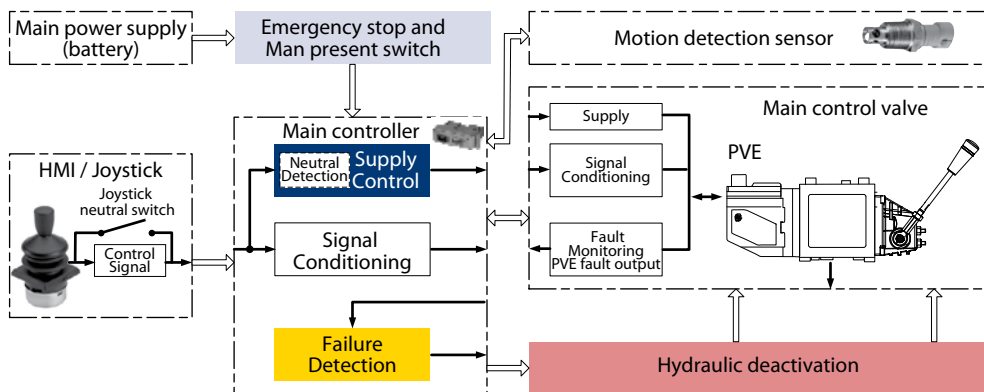 Main power supply
(battery)
Emergency stop and
Man present switch
Motion detection sensor
Main controller
Neutral
Detection
Supply
Control
Signal
Conditioning
Failure
Detection
HMI / Joystick
Joystick
neutral switch
Control
Signal
Main control valve
Supply
Signal
Conditioning
Fault
Monitoring
PVE fault output
PVE
Hydraulic deactivation